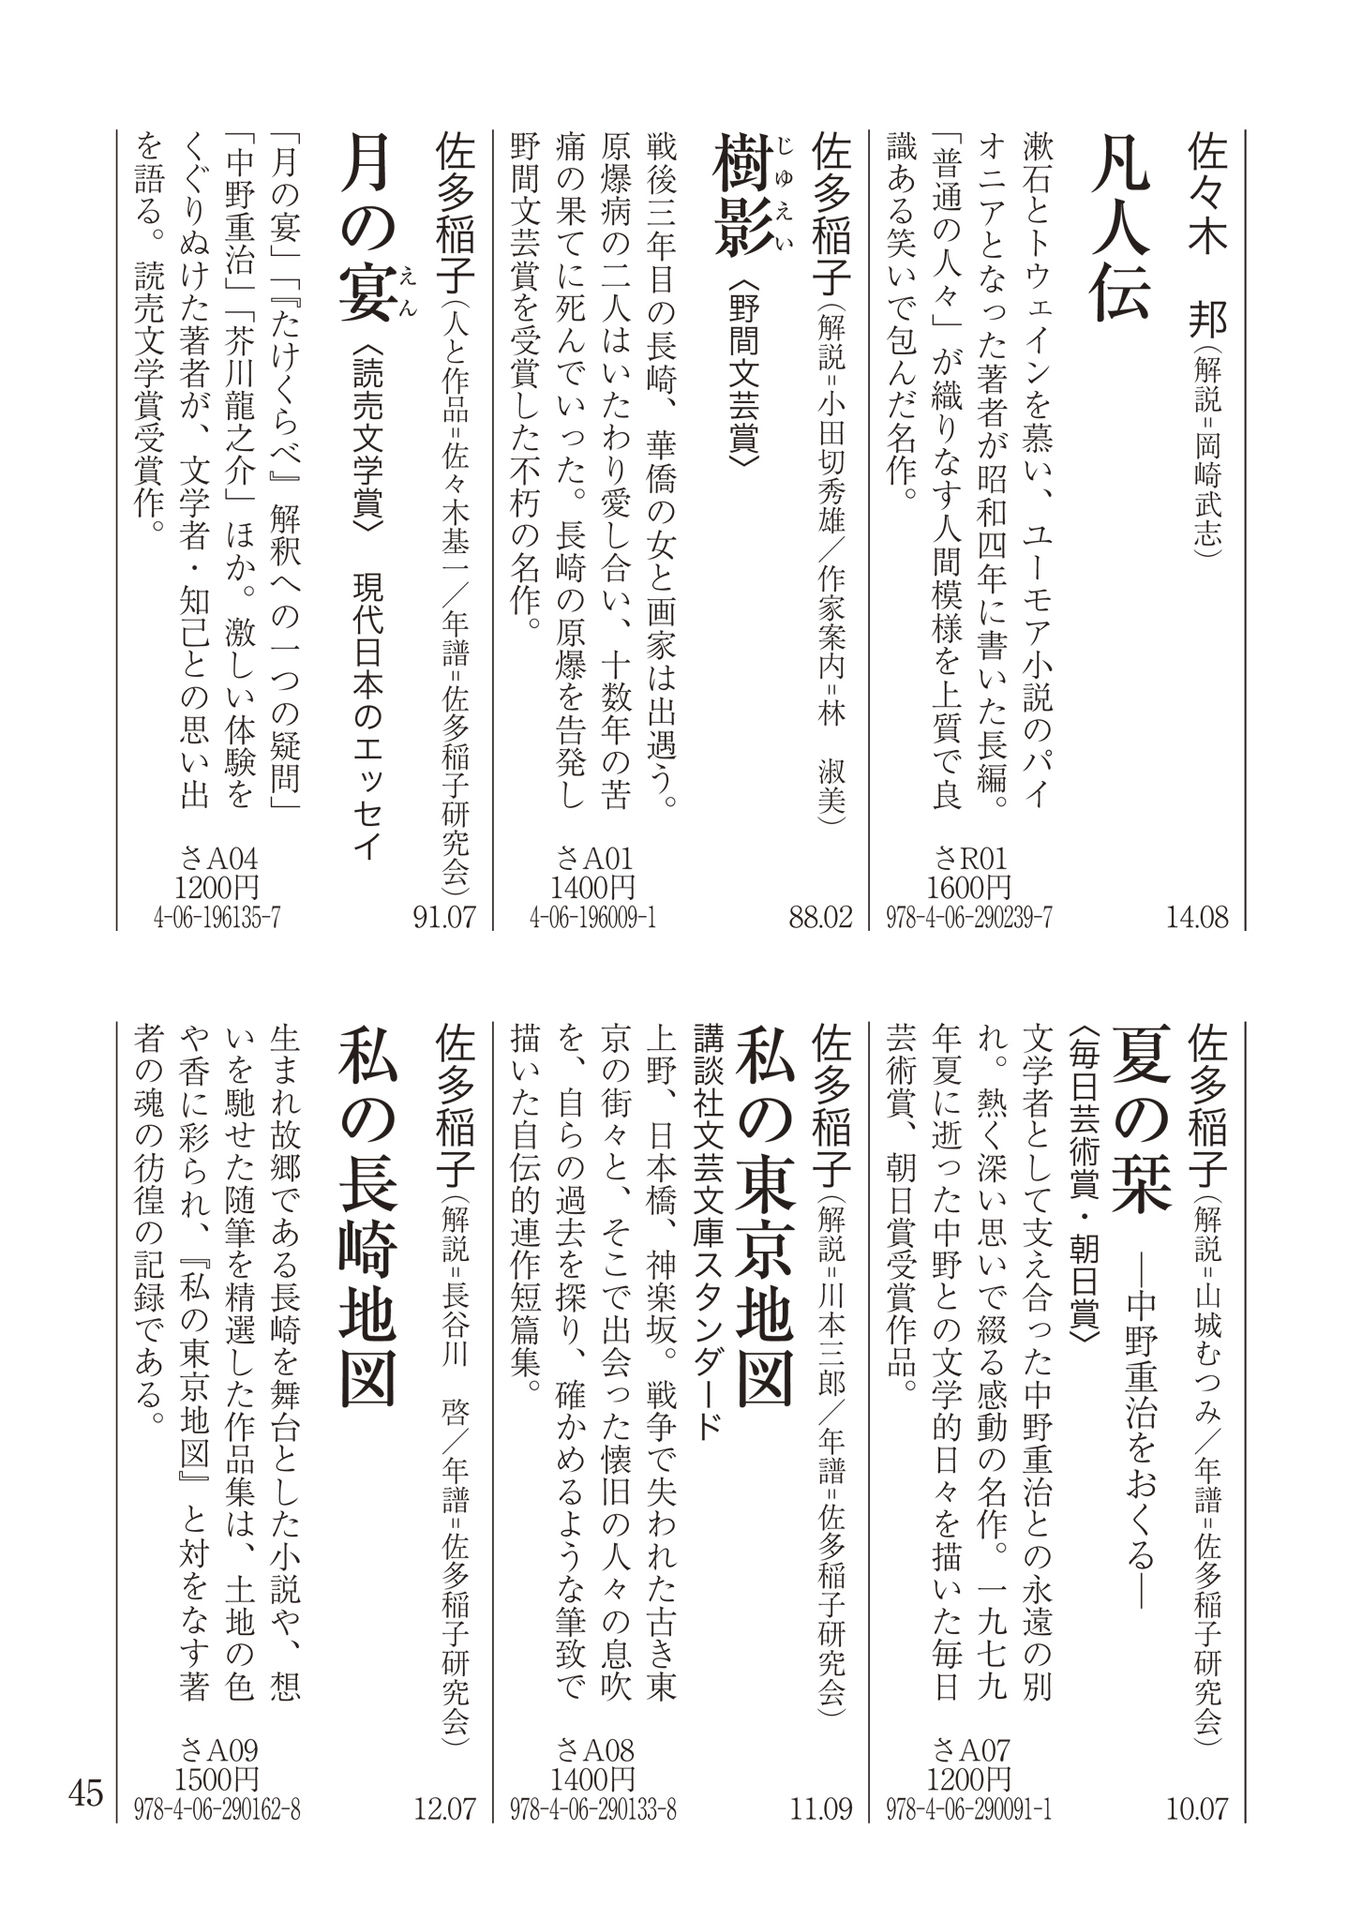 佐々木　邦（解説=岡崎武志）
凡人伝
漱石とトウェインを慕い、ユーモア小説のパイ
オニアとなった著者が昭和四年に書いた長編。
「普通の人々」が織りなす人間模様を上質で良
識ある笑いで包んだ名作。
さR01
1600円
978-4-06-290239-7
14.08
佐多稲子（解説=小田切秀雄／作家案内=林　淑美）
樹影〈野間文芸賞〉
じゅえい
戦後三年目の長崎、華僑の女と画家は出遇う。
原爆病の二人はいたわり愛し合い、十数年の苦
痛の果てに死んでいった。長崎の原爆を告発し
野間文芸賞を受賞した不朽の名作。
さA01
1400円
4-06-196009-1
88.02
佐多稲子（人と作品=佐々木基一／年譜=佐多稲子研究会）
月の宴〈読売文学賞〉　現代日本のエッセイ
えん
「月の宴」「『たけくらべ』解釈への一つの疑問」
「中野重治」「芥川龍之介」ほか。激しい体験を
くぐりぬけた著者が、文学者・知己との思い出
を語る。読売文学賞受賞作。
さA04
1200円
4-06-196135-7
91.07
佐多稲子（解説=山城むつみ／年譜=佐多稲子研究会）
夏の栞　―中野重治をおくる―
〈毎日芸術賞・朝日賞〉
文学者として支え合った中野重治との永遠の別
れ。熱く深い思いで綴る感動の名作。一九七九
年夏に逝った中野との文学的日々を描いた毎日
芸術賞、朝日賞受賞作品。
さA07
1200円
978-4-06-290091-1
10.07
佐多稲子（解説=川本三郎／年譜=佐多稲子研究会）
私の東京地図
講談社文芸文庫スタンダード
上野、日本橋、神楽坂。戦争で失われた古き東
京の街々と、そこで出会った懐旧の人々の息吹
を、自らの過去を探り、確かめるような筆致で
描いた自伝的連作短篇集。
さA08
1400円
978-4-06-290133-8
11.09
佐多稲子（解説=長谷川　啓／年譜=佐多稲子研究会）
私の長崎地図
生まれ故郷である長崎を舞台とした小説や、想
いを馳せた随筆を精選した作品集は、土地の色
や香に彩られ、『私の東京地図』と対をなす著
者の魂の彷徨の記録である。
さA09
1500円
978-4-06-290162-8
12.07
45